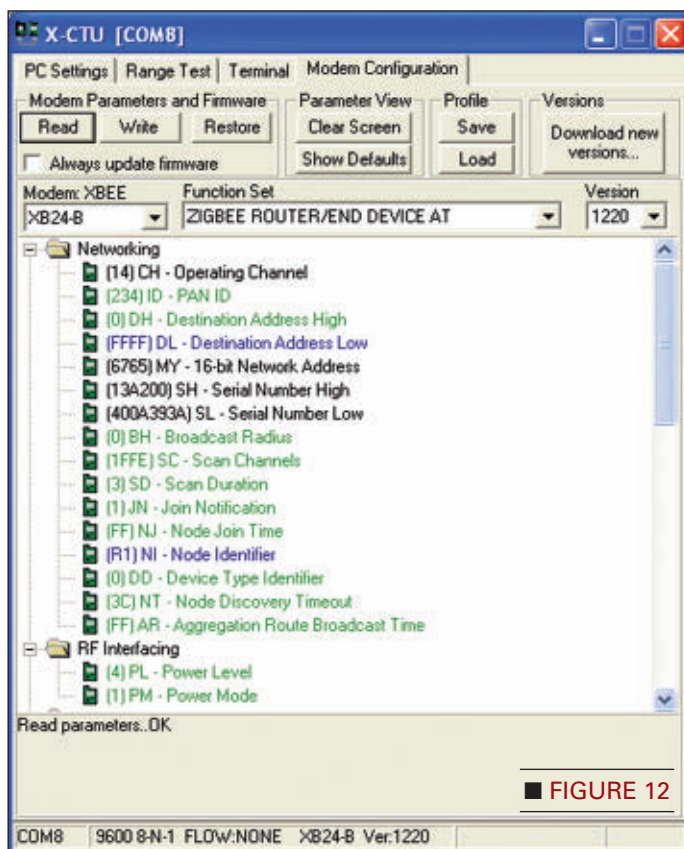 X-CTU [COM8]
PC Settings Range Test Terminal Modem Configuration
Modem Parameters and Firmware Parameter View Profile Versions
Read Write Restore Clear Screen Save Download new versions...
Always update firmware Show Defaults Load
Modem: XBEE Function Set Version
XB24-B ZIGBEE ROUTER/END DEVICE AT 1220
Networking
(14) CH - Operating Channel
(234) ID - PAN ID
(0) DH - Destination Address High
(FFFF) DL - Destination Address Low
(6765) MY - 16-bit Network Address
(13A200) SH - Serial Number High
(400A393A) SL - Serial Number Low
(0) BH - Broadcast Radius
(1FFE) SC - Scan Channels
(3) SD - Scan Duration
(1) JN - Join Notification
(FF) NJ - Node Join Time
(R1) NI - Node Identifier
(0) DD - Device Type Identifier
(3C) NT - Node Discovery Timeout
(FF) AR - Aggregation Route Broadcast Time
RF Interfacing
(4) PL - Power Level
(1) PM - Power Mode
Read parameters..OK
■ FIGURE 12
COM8 9600 8-N-1 FLOW:NONE XB24-B Ver:1220